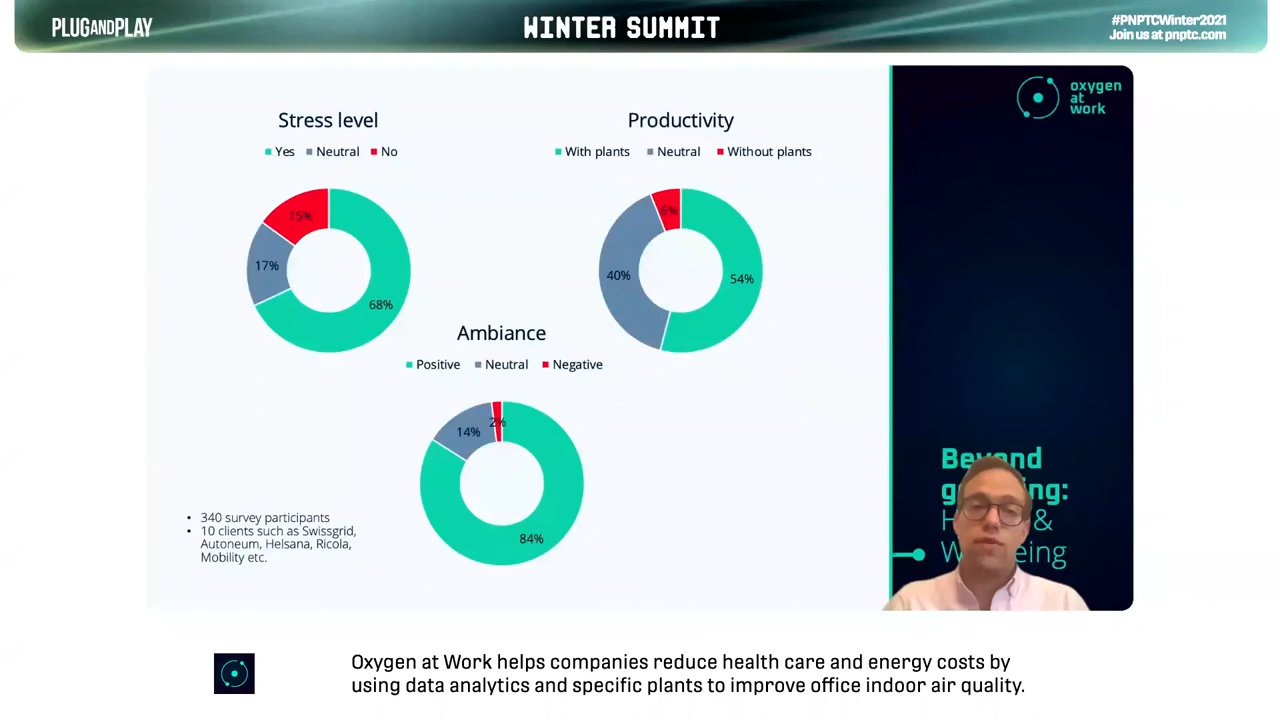 PLUGANDPLAY
WINTER SUMMIT
#PNPTCWinter2021
Join us at pnptc.com
oxygen
at
work
Stress level
Yes Neutral No
15%
17%
68%
Productivity
With plants Neutral Without plants
6%
40%
54%
Ambiance
Positive Neutral Negative
2%
14%
84%
• 340 survey participants
• 10 clients such as Swissgrid,
Autoneum, Helsana, Ricola,
Mobility etc.
Beyond
&
Oxygen at Work helps companies reduce health care and energy costs by
using data analytics and specific plants to improve office indoor air quality.